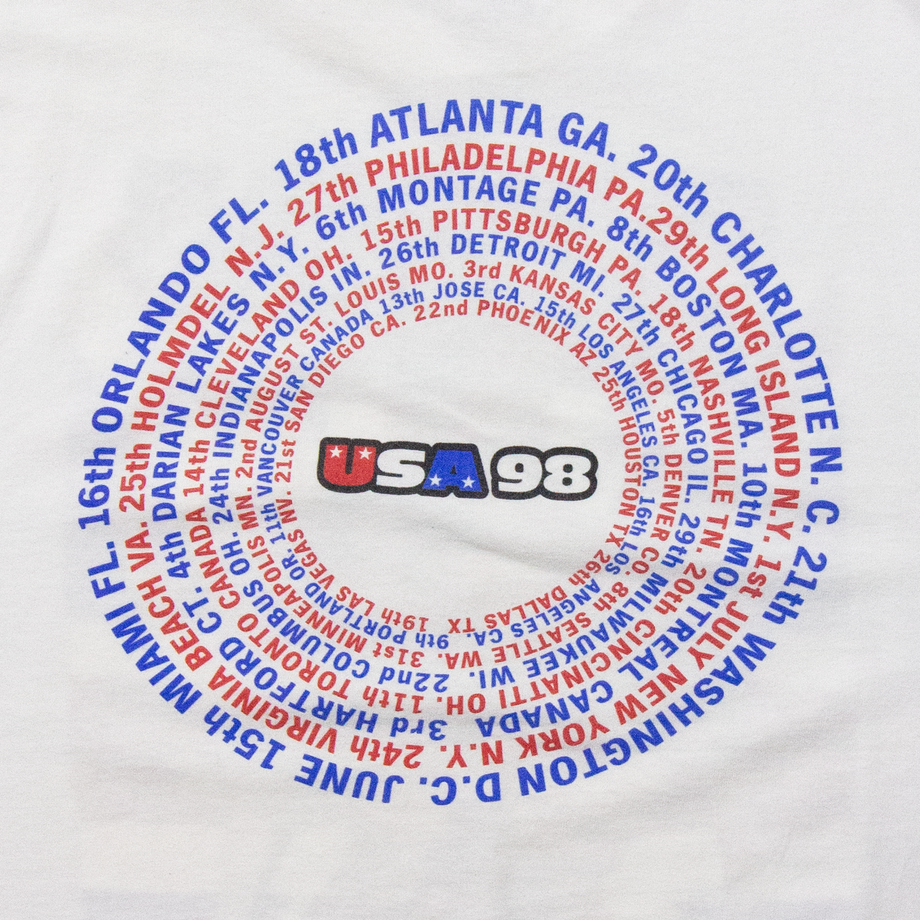 JUNE 15th MIAMI FL. 16th ORLANDO FL. 18th ATLANTA GA. 20th CHARLOTTE N.C. 21th WASHINGTON D.C.
24th VIRGINIA BEACH VA. 25th HOLMDEL N.J. 27th PHILADELPHIA PA. 29th LONG ISLAND N.Y. 1st JULY NEW YORK N.Y.
3rd HARTFORD CT. 4th DARIAN LAKES N.Y. 6th MONTAGE PA. 8th BOSTON MA. 10th MONTREAL CANADA
11th TORONTO CANADA 14th CLEVELAND OH. 15th PITTSBURGH PA. 18th NASHVILLE TN. 20th CINCINATTI OH.
22nd COLUMBUS OH. 24th INDIANAPOLIS IN. 26th DETROIT MI. 27th CHICAGO IL. 29th MILWAUKEE WI.
31st MINNEAPOLIS MN. 2nd AUGUST ST. LOUIS MO. 3rd KANSAS CITY MO. 5th DENVER CO 8th SEATTLE WA.
9th PORTLAND OR. 11th VANCOUVER CANADA 13th JOSE CA. 15th LOS ANGELES CA. 16th LOS ANGELES CA.
19th LAS VEGAS NV. 21st SAN DIEGO CA. 22nd PHOENIX AZ 25th HOUSTON TX 26th DALLAS TX
USA 98